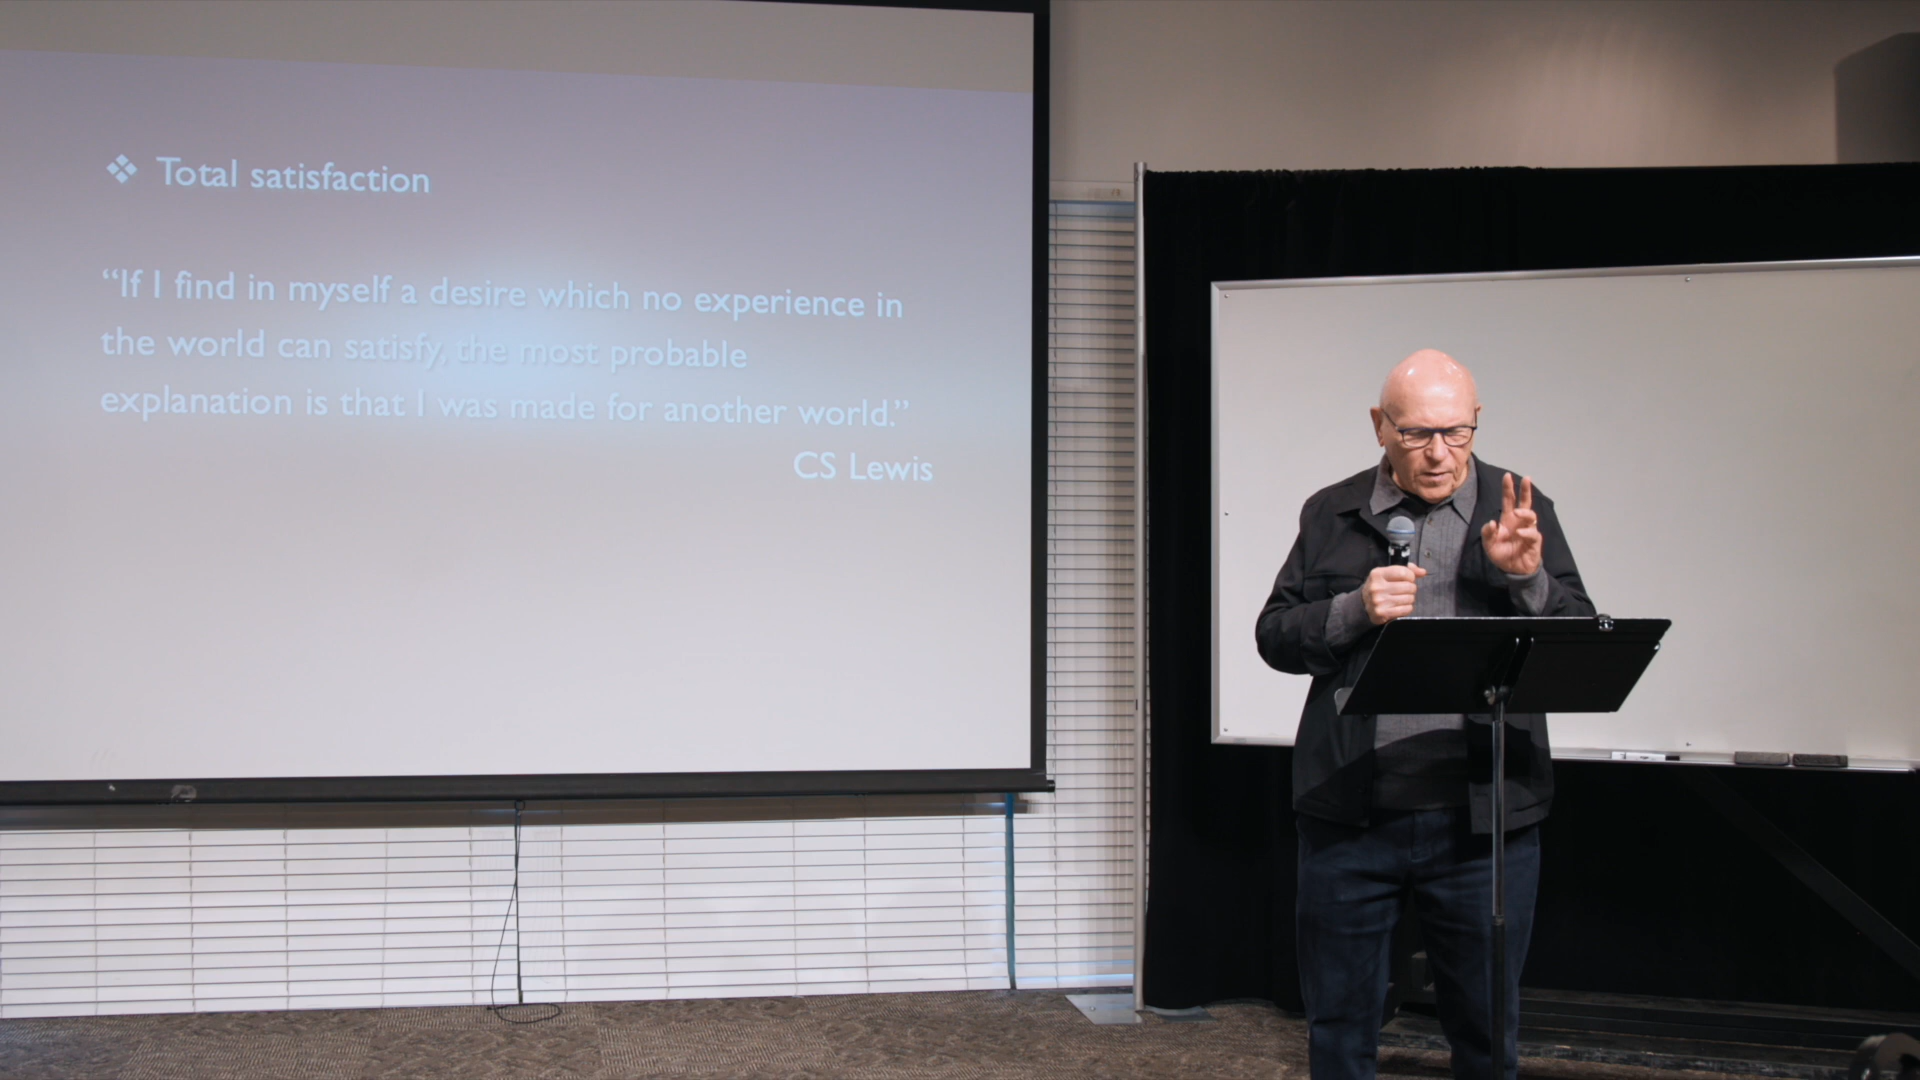 ❖ Total satisfaction
“If I find in myself a desire which no experience in
the world can satisfy, the most probable
explanation is that I was made for another world.”
CS Lewis